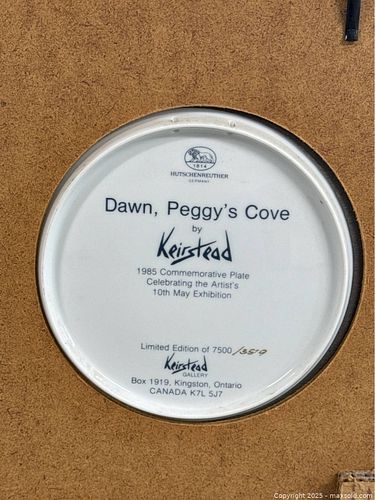 1814
HUTSCHENREUTHER
GERMANY
Dawn, Peggy's Cove
by
Keirstead
1985 Commemorative Plate
Celebrating the Artist's
10th May Exhibition
Limited Edition of 7500
Keirstead
GALLERY
Box 1919, Kingston, Ontario
CANADA K7L 5J7
Copyright 2025 - maxsold.com